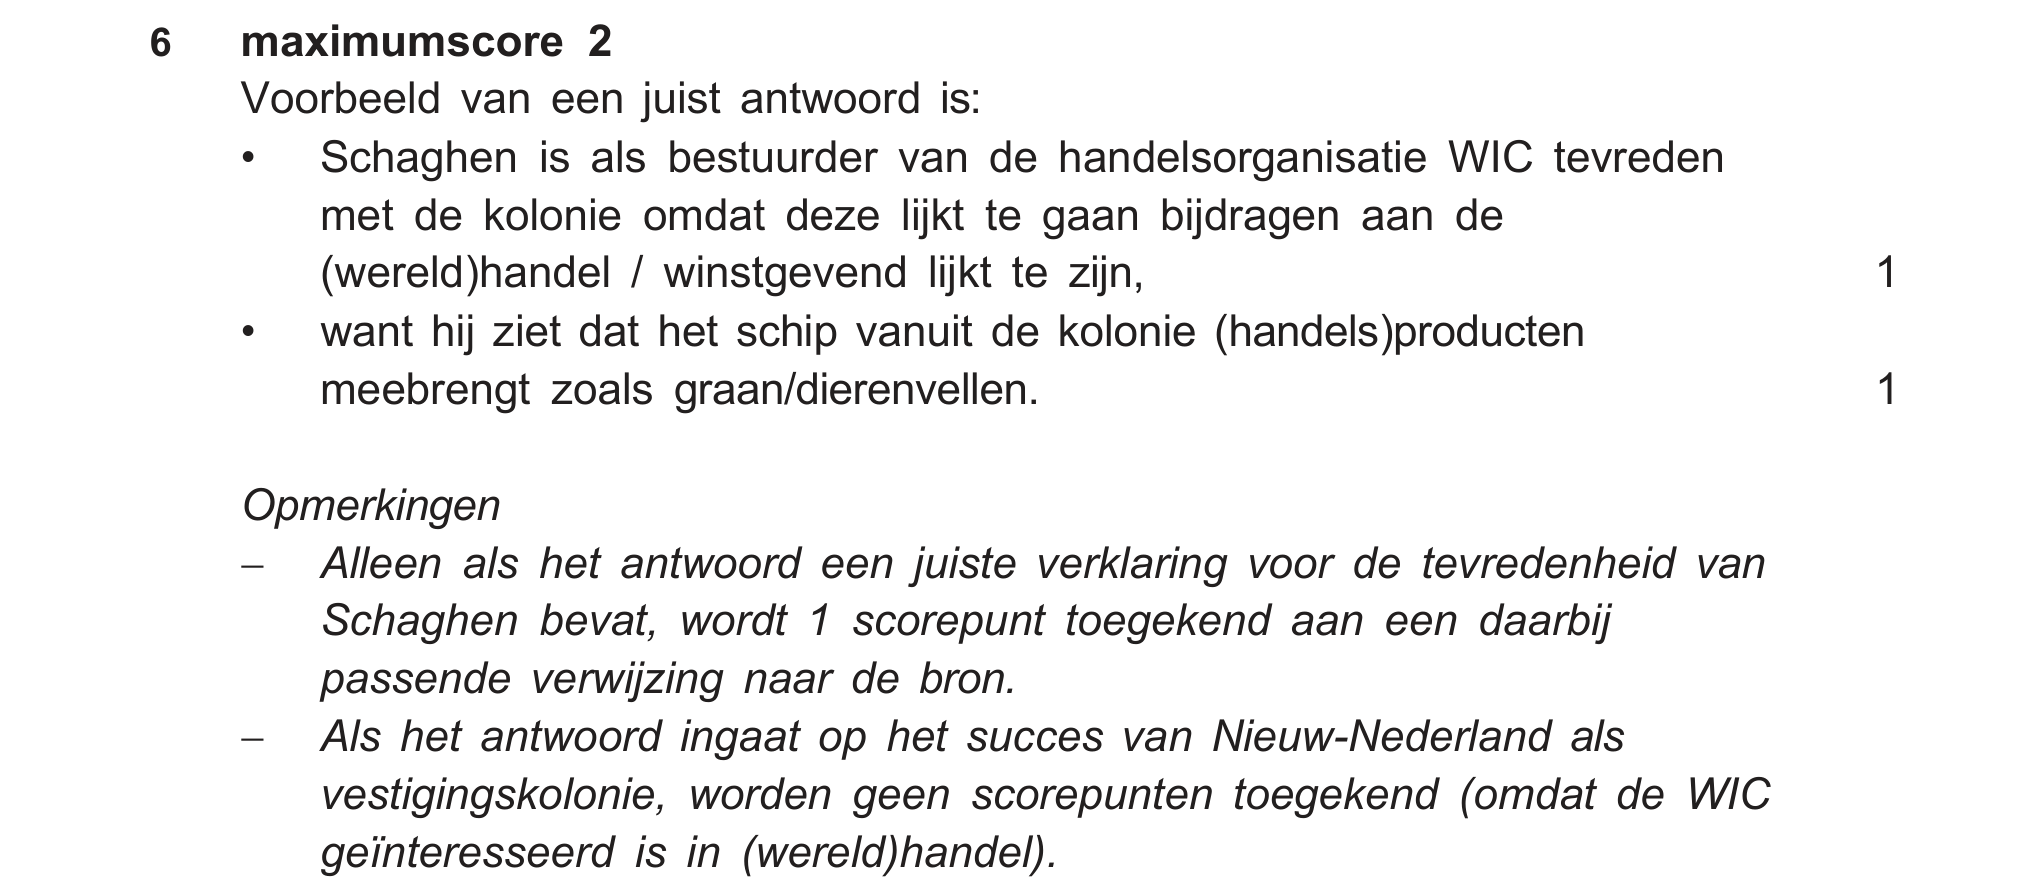 6 maximumscore 2
Voorbeeld van een juist antwoord is:
• Schaghen is als bestuurder van de handelsorganisatie WIC tevreden
met de kolonie omdat deze lijkt te gaan bijdragen aan de
(wereld)handel / winstgevend lijkt te zijn, 1
• want hij ziet dat het schip vanuit de kolonie (handels)producten
meebrengt zoals graan/dierenvellen. 1
Opmerkingen
− Alleen als het antwoord een juiste verklaring voor de tevredenheid van
Schaghen bevat, wordt 1 scorepunt toegekend aan een daarbij
passende verwijzing naar de bron.
− Als het antwoord ingaat op het succes van Nieuw-Nederland als
vestigingskolonie, worden geen scorepunten toegekend (omdat de WIC
geïnteresseerd is in (wereld)handel).